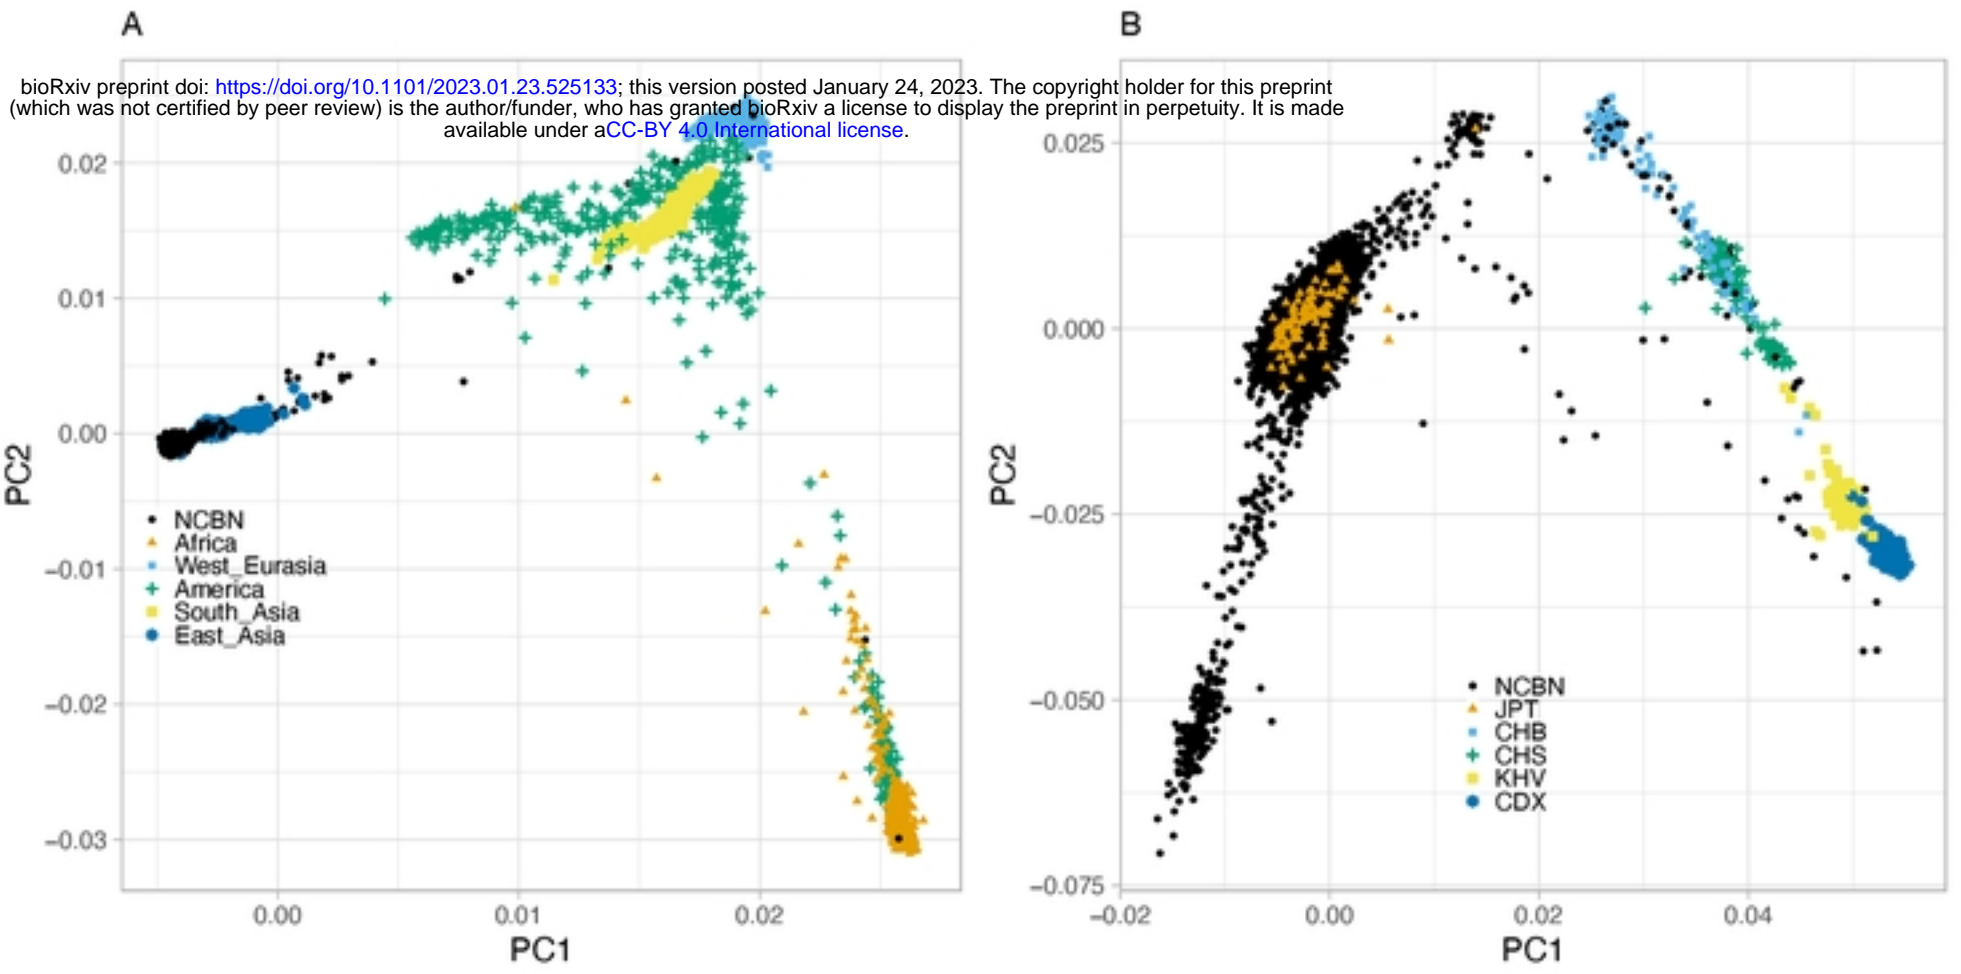 A
B
bioRxiv preprint doi: https://doi.org/10.1101/2023.01.23.525133; this version posted January 24, 2023. The copyright holder for this preprint
(which was not certified by peer review) is the author/funder, who has granted bioRxiv a license to display the preprint in perpetuity. It is made
available under aCC-BY 4.0 International license.
0.02
0.01
0.00
−0.01
−0.02
−0.03
PC2
NCBN
Africa
West_Eurasia
America
South_Asia
East_Asia
0.00
0.01
0.02
PC1
0.025
0.000
−0.025
−0.050
−0.075
PC2
NCBN
JPT
CHB
CHS
KHV
CDX
−0.02
0.00
0.02
0.04
PC1